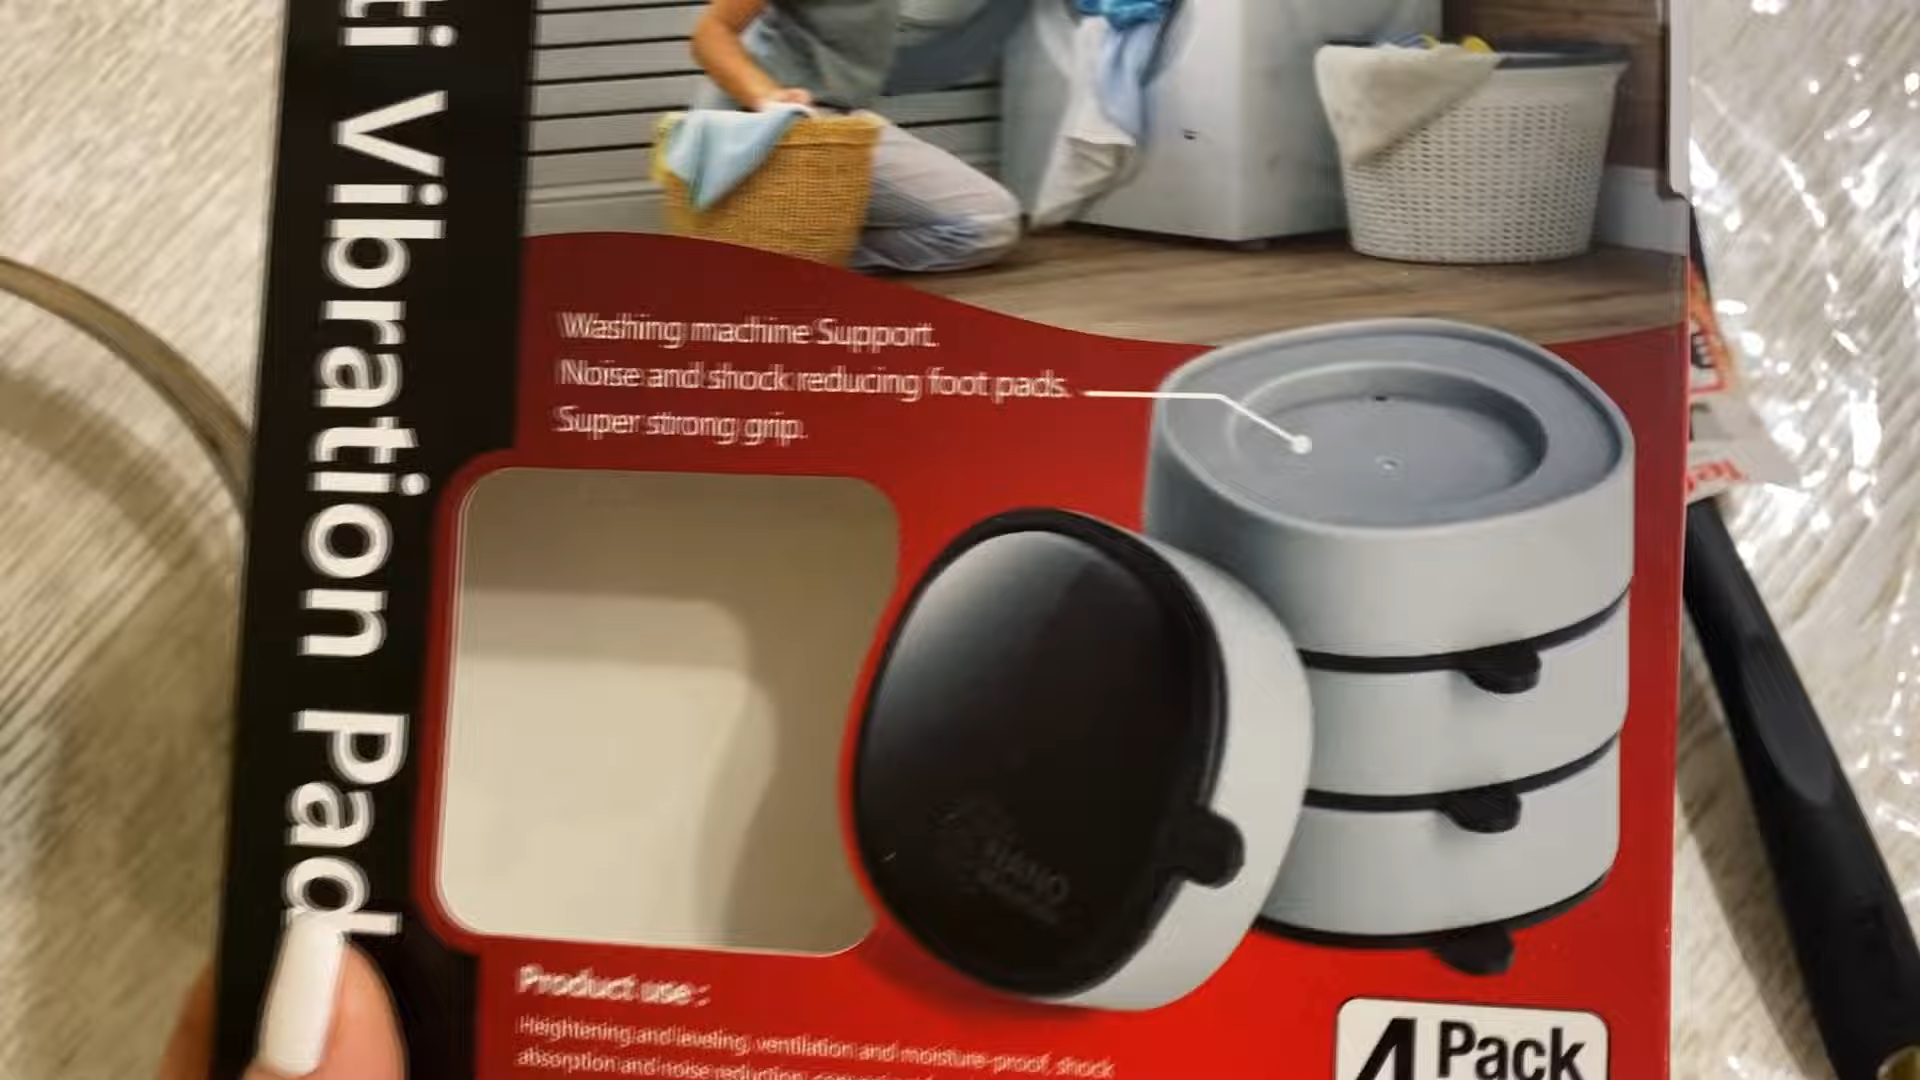 ti Vibration Pad
Washing machine Support.
Noise and shock reducing foot pads.
Super strong grip.
NANO
Product use :
Heightening and leveling, ventilation and moisture-proof, shock
absorption and noise reduction,
4 Pack